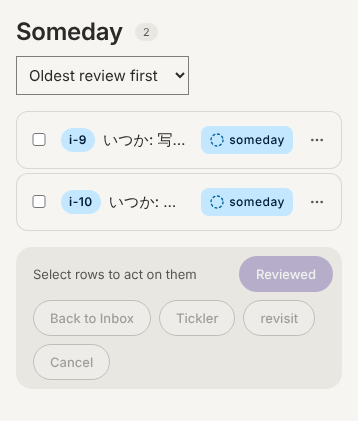 Someday 2
Oldest review first
i-9 いつか: 写... someday ...
i-10 いつか: ... someday ...
Select rows to act on them Reviewed
Back to Inbox Tickler revisit
Cancel